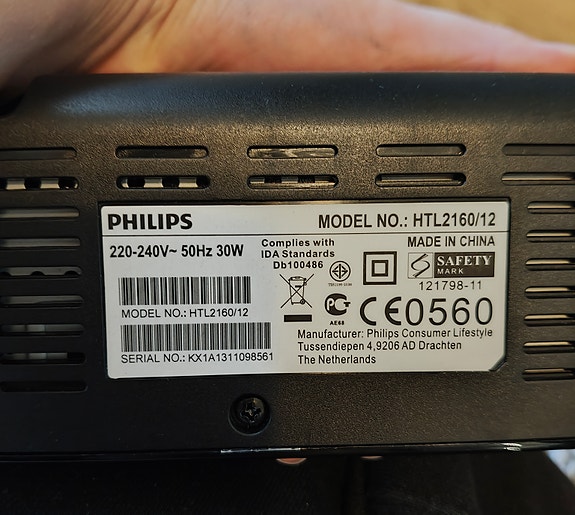 PHILIPS
MODEL NO.: HTL2160/12
220-240V~ 50Hz 30W
Complies with
IDA Standards
Db100486
MADE IN CHINA
SAFETY
MARK
121798-11
MODEL NO.: HTL2160/12
AE68
CE0560
SERIAL NO.: KX1A1311098561
Manufacturer: Philips Consumer Lifestyle
Tussendiepen 4,9206 AD Drachten
The Netherlands